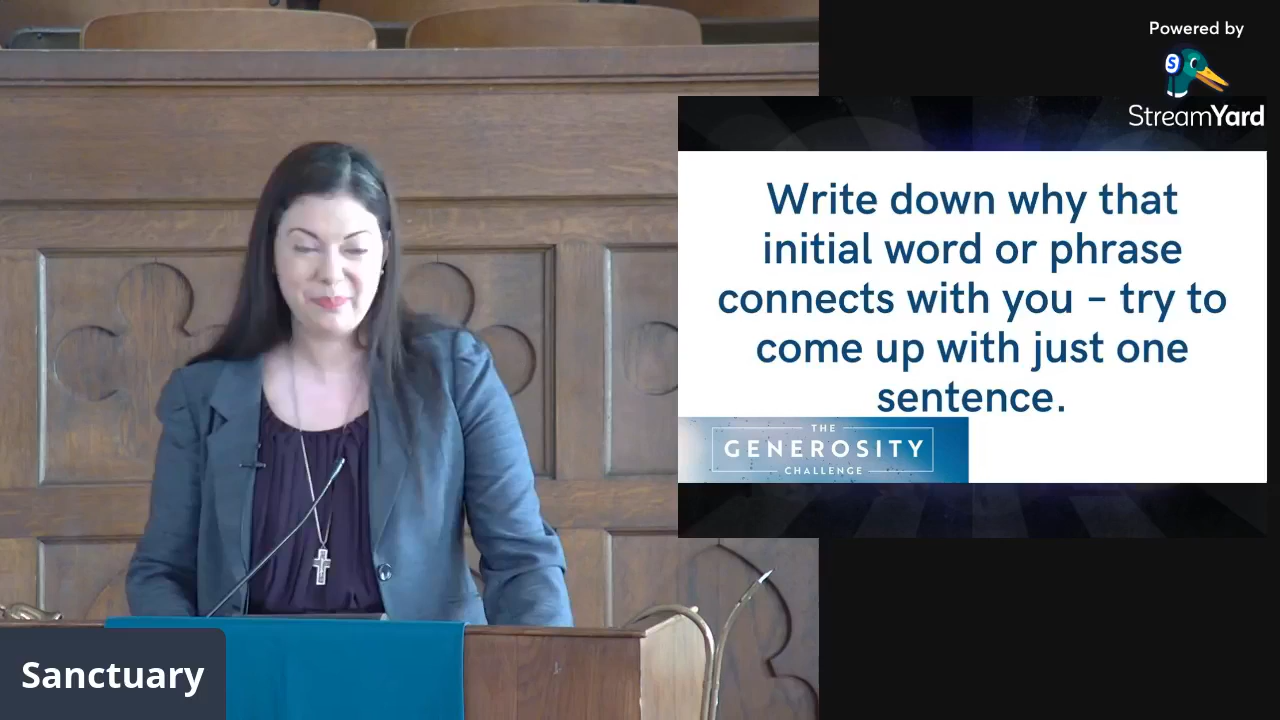 Powered by
S
StreamYard
Write down why that
initial word or phrase
connects with you – try to
come up with just one
sentence.
THE
GENEROSITY
CHALLENGE
Sanctuary